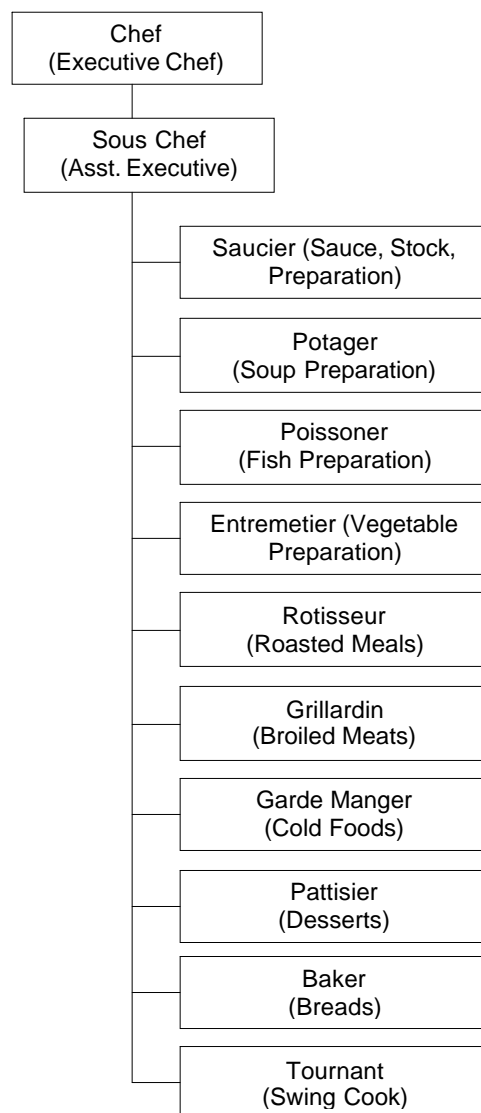 Chef
(Executive Chef)
Sous Chef
(Asst. Executive)
Saucier (Sauce, Stock,
Preparation)
Potager
(Soup Preparation)
Poissoner
(Fish Preparation)
Entremetier (Vegetable
Preparation)
Rotisseur
(Roasted Meals)
Grillardin
(Broiled Meats)
Garde Manger
(Cold Foods)
Pattisier
(Desserts)
Baker
(Breads)
Tournant
(Swing Cook)